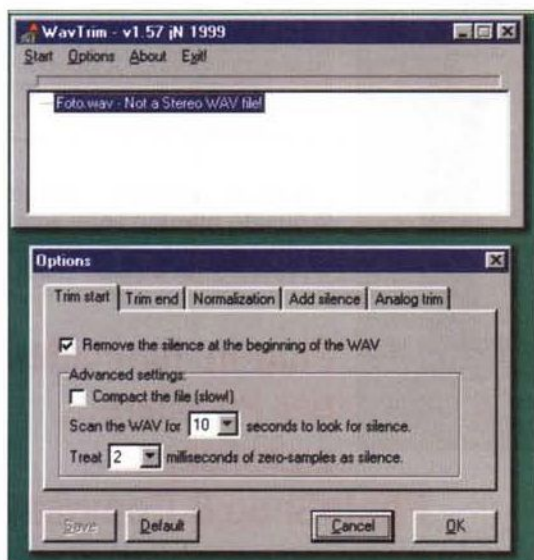 WavTrim - v1.57 jN 1999
Start Options About Exit!
Foto.wav - Not a Stereo WAV file!
Options
Trim start Trim end Normalization Add silence Analog trim
Remove the silence at the beginning of the WAV
Advanced settings:
Compact the file (slow!)
Scan the WAV for 10 seconds to look for silence.
Treat 2 milliseconds of zero-samples as silence.
Save Default Cancel OK